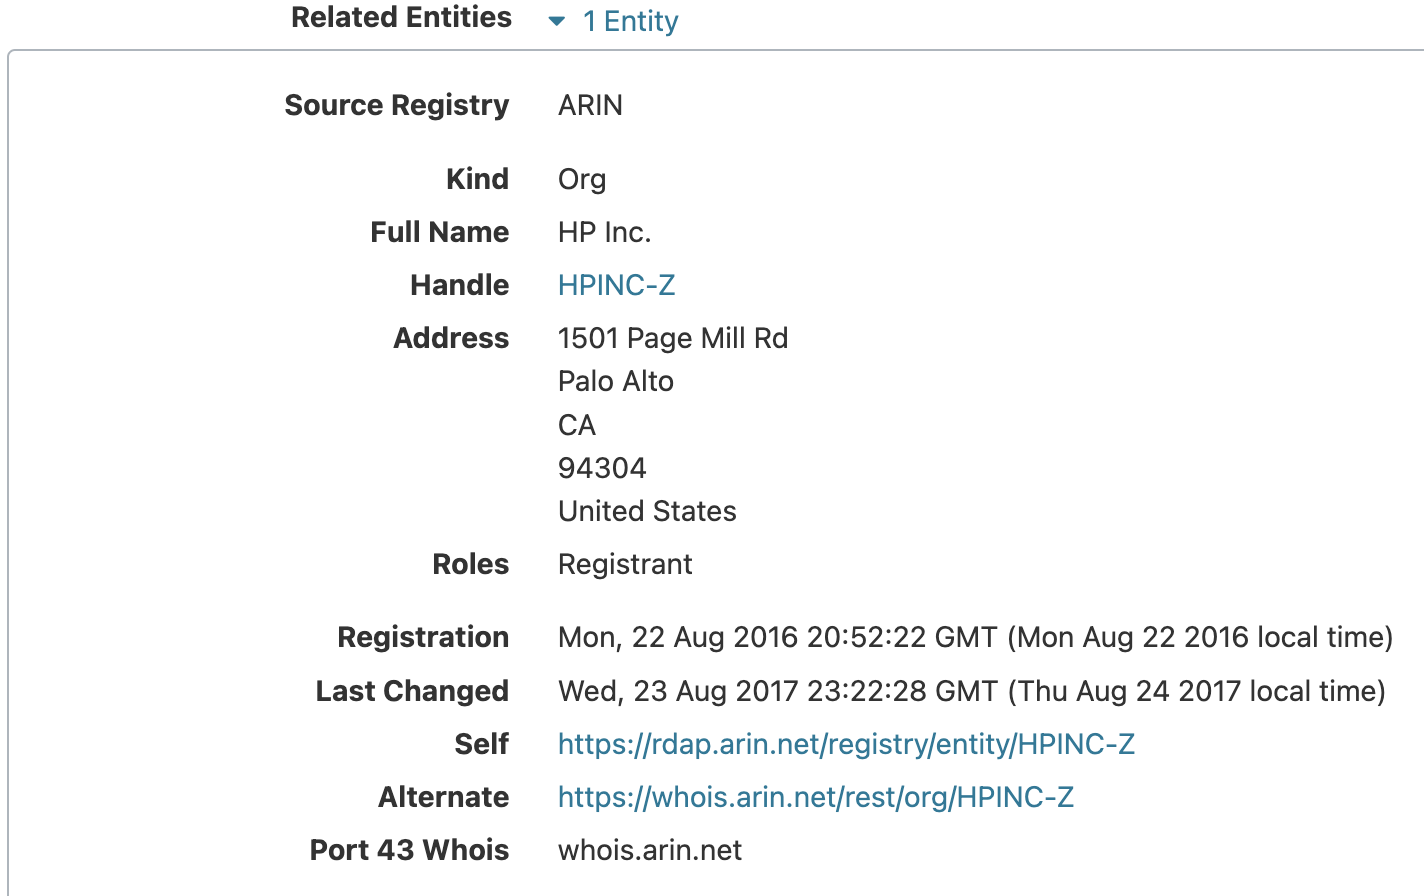 Related Entities 1 Entity
Source Registry ARIN
Kind Org
Full Name HP Inc.
Handle HPINC-Z
Address 1501 Page Mill Rd
Palo Alto
CA
94304
United States
Roles Registrant
Registration Mon, 22 Aug 2016 20:52:22 GMT (Mon Aug 22 2016 local time)
Last Changed Wed, 23 Aug 2017 23:22:28 GMT (Thu Aug 24 2017 local time)
Self https://rdap.arin.net/registry/entity/HPINC-Z
Alternate https://whois.arin.net/rest/org/HPINC-Z
Port 43 Whois whois.arin.net